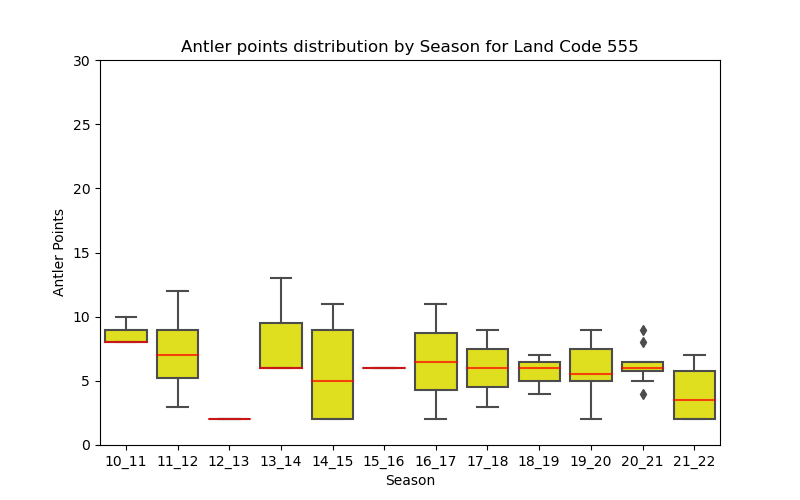 Antler points distribution by Season for Land Code 555
30
25
20
15
10
5
0
Antler Points
10_11 11_12 12_13 13_14 14_15 15_16 16_17 17_18 18_19 19_20 20_21 21_22
Season